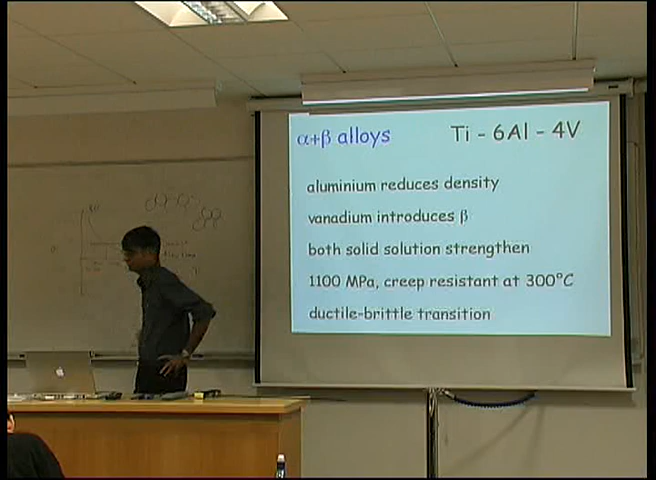 α+β alloys Ti - 6Al - 4V
aluminium reduces density
vanadium introduces β
both solid solution strengthen
1100 MPa, creep resistant at 300°C
ductile-brittle transition